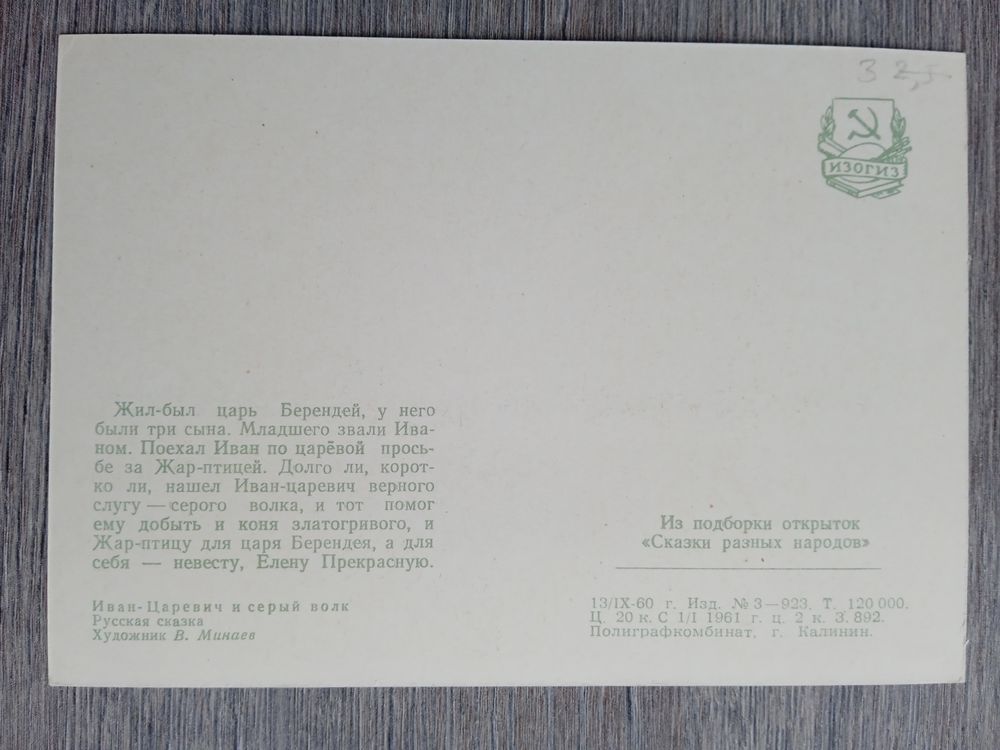 3 2,5
ИЗОГИЗ
Жил-был царь Берендей, у него
были три сына. Младшего звали Ива-
ном. Поехал Иван по царёвой прось-
бе за Жар-птицей. Долго ли, корот-
ко ли, нашел Иван-царевич верного
слугу — серого волка, и тот помог
ему добыть и коня златогривого, и
Жар-птицу для царя Берендея, а для
себя — невесту, Елену Прекрасную.
Иван-Царевич и серый волк
Русская сказка
Художник В. Минаев
Из подборки открыток
«Сказки разных народов»
13/IX-60 г. Изд. № 3—923. Т. 120 000.
Ц. 20 к. С 1/I 1961 г. ц. 2 к. З. 892.
Полиграфкомбинат, г. Калинин.